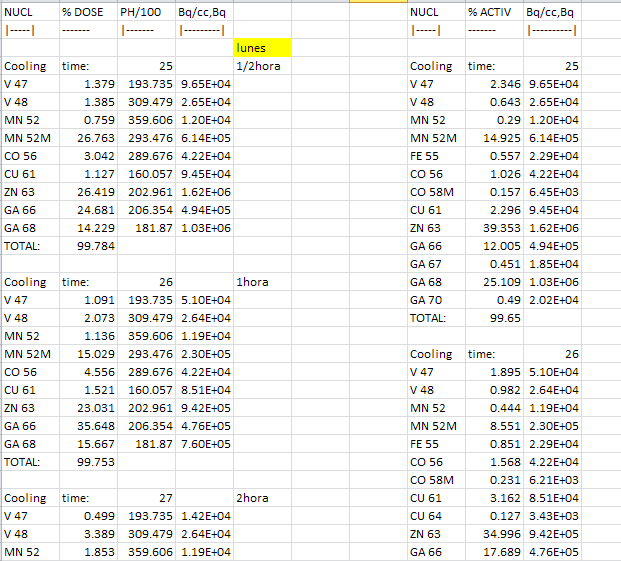 NUCL % DOSE PH/100 Bq/cc,Bq NUCL % ACTIV Bq/cc,Bq
|-----| ------- |------- |---------| |-----| ------- |----------|
lunes
Cooling time: 25 1/2hora Cooling time: 25
V 47 1.379 193.735 9.65E+04 V 47 2.346 9.65E+04
V 48 1.385 309.479 2.65E+04 V 48 0.643 2.65E+04
MN 52 0.759 359.606 1.20E+04 MN 52 0.29 1.20E+04
MN 52M 26.763 293.476 6.14E+05 MN 52M 14.925 6.14E+05
CO 56 3.042 289.676 4.22E+04 FE 55 0.557 2.29E+04
CU 61 1.127 160.057 9.45E+04 CO 56 1.026 4.22E+04
ZN 63 26.419 202.961 1.62E+06 CO 58M 0.157 6.45E+03
GA 66 24.681 206.354 4.94E+05 CU 61 2.296 9.45E+04
GA 68 14.229 181.87 1.03E+06 ZN 63 39.353 1.62E+06
TOTAL: 99.784 GA 66 12.005 4.94E+05
GA 67 0.451 1.85E+04
Cooling time: 26 1hora GA 68 25.109 1.03E+06
V 47 1.091 193.735 5.10E+04 GA 70 0.49 2.02E+04
V 48 2.073 309.479 2.64E+04 TOTAL: 99.65
MN 52 1.136 359.606 1.19E+04
MN 52M 15.029 293.476 2.30E+05 Cooling time: 26
CO 56 4.556 289.676 4.22E+04 V 47 1.895 5.10E+04
CU 61 1.521 160.057 8.51E+04 V 48 0.982 2.64E+04
ZN 63 23.031 202.961 9.42E+05 MN 52 0.444 1.19E+04
GA 66 35.648 206.354 4.76E+05 MN 52M 8.551 2.30E+05
GA 68 15.667 181.87 7.60E+05 FE 55 0.851 2.29E+04
TOTAL: 99.753 CO 56 1.568 4.22E+04
CO 58M 0.231 6.21E+03
Cooling time: 27 2hora CU 61 3.162 8.51E+04
V 47 0.499 193.735 1.42E+04 CU 64 0.127 3.43E+03
V 48 3.389 309.479 2.64E+04 ZN 63 34.996 9.42E+05
MN 52 1.853 359.606 1.19E+04 GA 66 17.689 4.76E+05